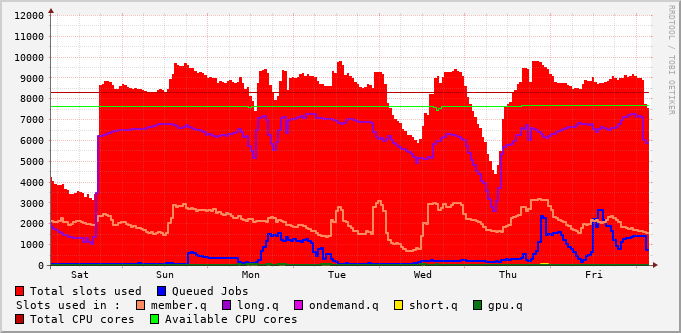 12000
11000
10000
9000
8000
7000
6000
5000
4000
3000
2000
1000
0
Sat Sun Mon Tue Wed Thu Fri
RRDTOOL / TOBI OETIKER
Total slots used Queued Jobs
Slots used in : member.q long.q ondemand.q short.q gpu.q
Total CPU cores Available CPU cores